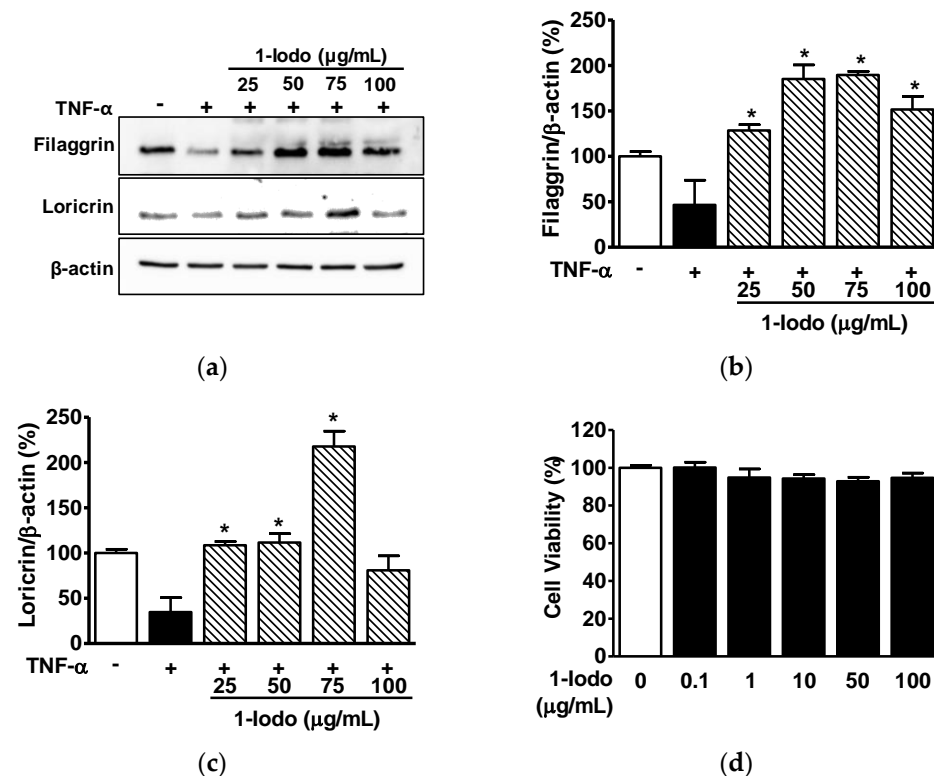 1-Iodo (μg/mL)
25 50 75 100
TNF-α - + + + + +
Filaggrin
Loricrin
β-actin
(a)
Filaggrin/β-actin (%)
250
200
150
100
50
0
* * * *
TNF-α - + + + + +
25 50 75 100
1-Iodo (μg/mL)
(b)
Loricrin/β-actin (%)
250
200
150
100
50
0
* * *
TNF-α - + + + + +
25 50 75 100
1-Iodo (μg/mL)
(c)
Cell Viability (%)
120
100
80
60
40
20
0
1-Iodo 0 0.1 1 10 50 100
(μg/mL)
(d)